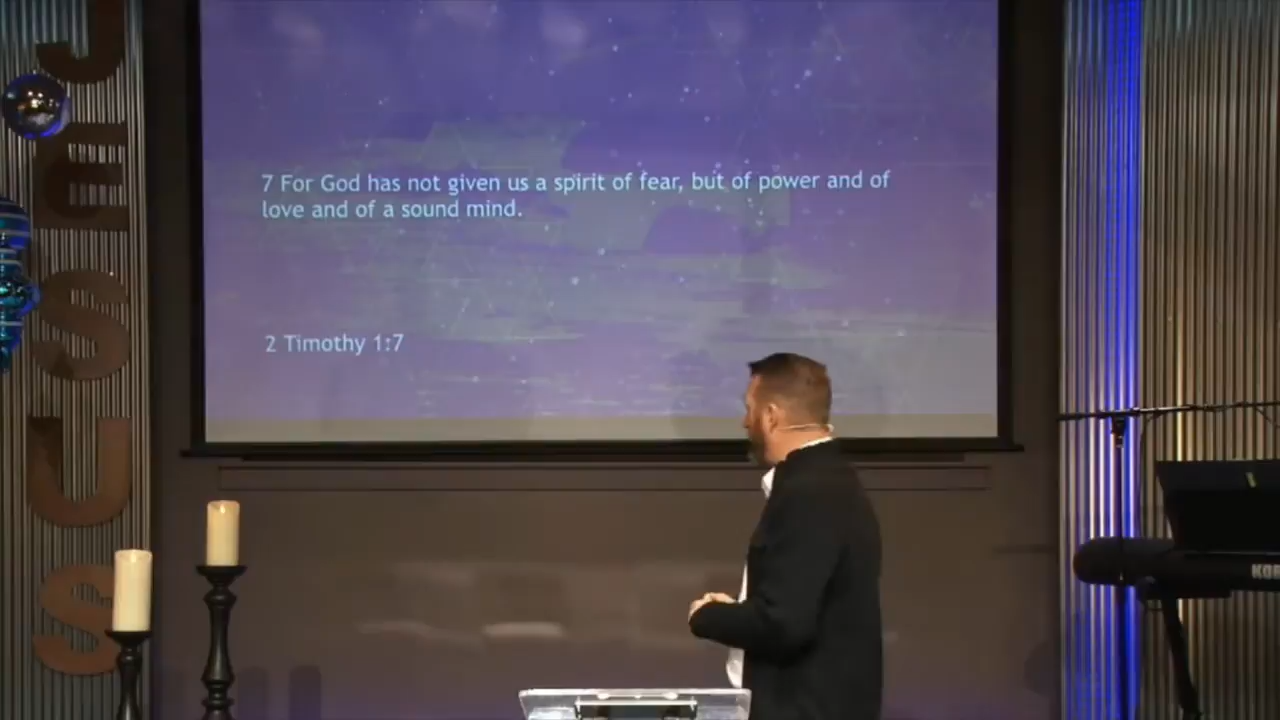 JESUS
7 For God has not given us a spirit of fear, but of power and of
love and of a sound mind.
2 Timothy 1:7